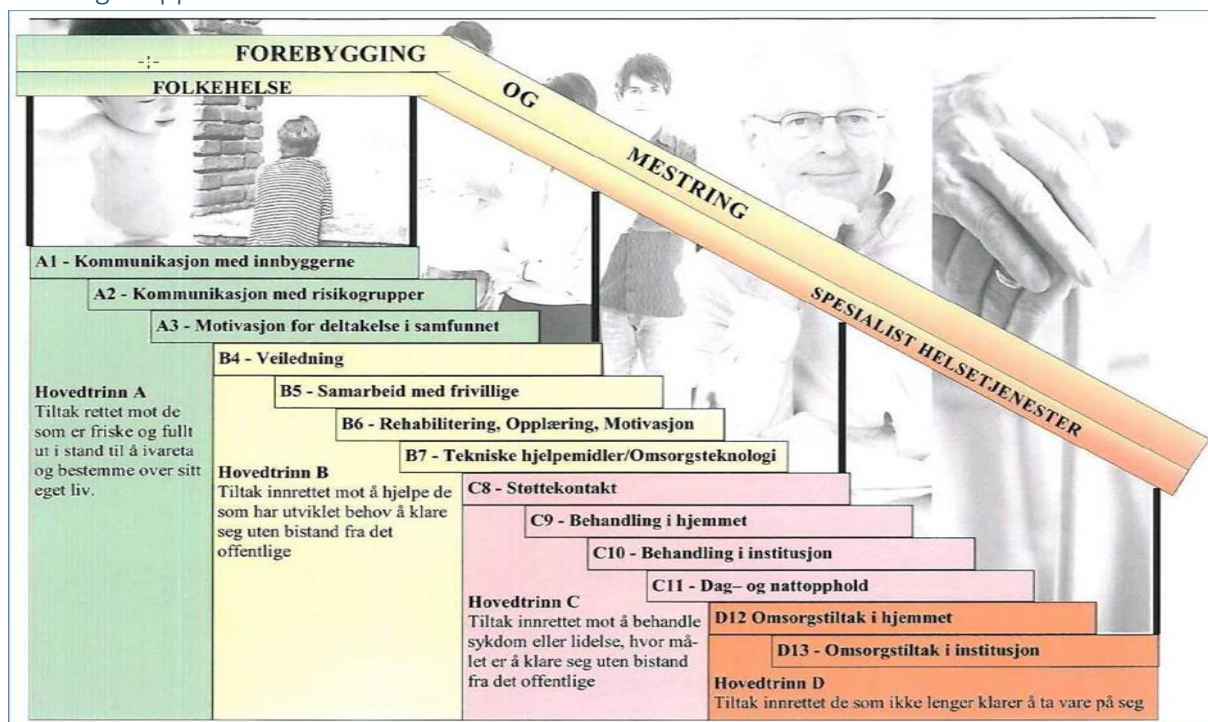 FOREBYGGING
OG
MESTRING
FOLKEHELSE
SPESIALIST HELSETJENESTER
A1 - Kommunikasjon med innbyggerne
A2 - Kommunikasjon med risikogrupper
A3 - Motivasjon for deltakelse i samfunnet
Hovedtrinn A
Tiltak rettet mot de
som er friske og fullt
ut i stand til å ivareta
og bestemme over sitt
eget liv.
B4 - Veiledning
B5 - Samarbeid med frivillige
B6 - Rehabilitering, Opplæring, Motivasjon
B7 - Tekniske hjelpemidler/Omsorgsteknologi
Hovedtrinn B
Tiltak innrettet mot å hjelpe de
som har utviklet behov å klare
seg uten bistand fra det
offentlige
C8 - Støttekontakt
C9 - Behandling i hjemmet
C10 - Behandling i institusjon
C11 - Dag– og nattopphold
Hovedtrinn C
Tiltak innrettet mot å behandle
sykdom eller lidelse, hvor må-
let er å klare seg uten bistand
fra det offentlige
D12 Omsorgstiltak i hjemmet
D13 - Omsorgstiltak i institusjon
Hovedtrinn D
Tiltak innrettet de som ikke lenger klarer å ta vare på seg